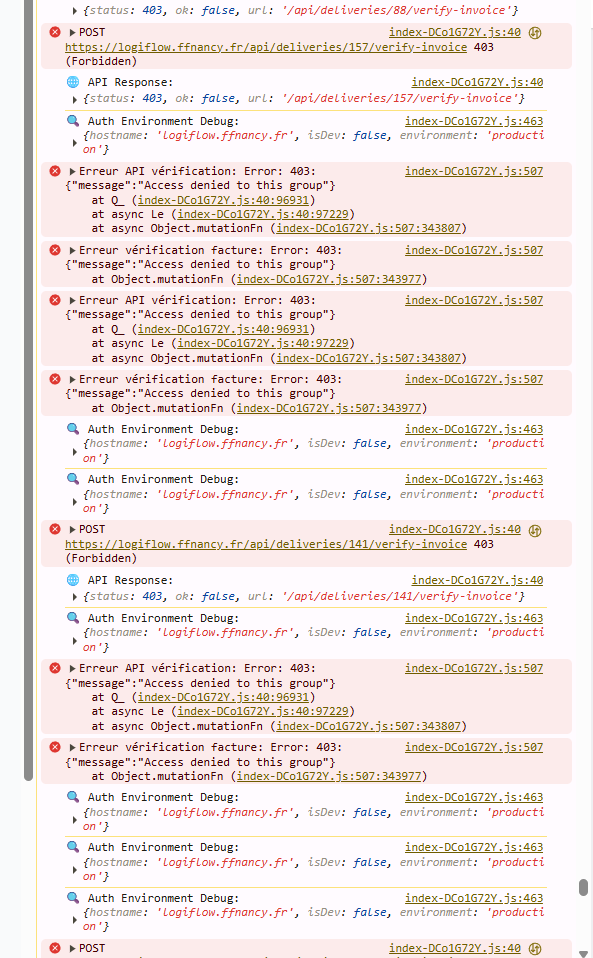 {status: 403, ok: false, url: '/api/deliveries/88/verify-invoice'}
POST index-DCo1G72Y.js:40
https://logiflow.ffnancy.fr/api/deliveries/157/verify-invoice 403
(Forbidden)
API Response: index-DCo1G72Y.js:40
{status: 403, ok: false, url: '/api/deliveries/157/verify-invoice'}
Auth Environment Debug: index-DCo1G72Y.js:463
{hostname: 'logiflow.ffnancy.fr', isDev: false, environment: 'producti
on'}
Erreur API vérification: Error: 403: index-DCo1G72Y.js:507
{"message":"Access denied to this group"}
at Q_ (index-DCo1G72Y.js:40:96931)
at async Le (index-DCo1G72Y.js:40:97229)
at async Object.mutationFn (index-DCo1G72Y.js:507:343807)
Erreur vérification facture: Error: 403: index-DCo1G72Y.js:507
{"message":"Access denied to this group"}
at Object.mutationFn (index-DCo1G72Y.js:507:343977)
Erreur API vérification: Error: 403: index-DCo1G72Y.js:507
{"message":"Access denied to this group"}
at Q_ (index-DCo1G72Y.js:40:96931)
at async Le (index-DCo1G72Y.js:40:97229)
at async Object.mutationFn (index-DCo1G72Y.js:507:343807)
Erreur vérification facture: Error: 403: index-DCo1G72Y.js:507
{"message":"Access denied to this group"}
at Object.mutationFn (index-DCo1G72Y.js:507:343977)
Auth Environment Debug: index-DCo1G72Y.js:463
{hostname: 'logiflow.ffnancy.fr', isDev: false, environment: 'producti
on'}
Auth Environment Debug: index-DCo1G72Y.js:463
{hostname: 'logiflow.ffnancy.fr', isDev: false, environment: 'producti
on'}
POST index-DCo1G72Y.js:40
https://logiflow.ffnancy.fr/api/deliveries/141/verify-invoice 403
(Forbidden)
API Response: index-DCo1G72Y.js:40
{status: 403, ok: false, url: '/api/deliveries/141/verify-invoice'}
Auth Environment Debug: index-DCo1G72Y.js:463
{hostname: 'logiflow.ffnancy.fr', isDev: false, environment: 'producti
on'}
Erreur API vérification: Error: 403: index-DCo1G72Y.js:507
{"message":"Access denied to this group"}
at Q_ (index-DCo1G72Y.js:40:96931)
at async Le (index-DCo1G72Y.js:40:97229)
at async Object.mutationFn (index-DCo1G72Y.js:507:343807)
Erreur vérification facture: Error: 403: index-DCo1G72Y.js:507
{"message":"Access denied to this group"}
at Object.mutationFn (index-DCo1G72Y.js:507:343977)
Auth Environment Debug: index-DCo1G72Y.js:463
{hostname: 'logiflow.ffnancy.fr', isDev: false, environment: 'producti
on'}
Auth Environment Debug: index-DCo1G72Y.js:463
{hostname: 'logiflow.ffnancy.fr', isDev: false, environment: 'producti
on'}
Auth Environment Debug: index-DCo1G72Y.js:463
{hostname: 'logiflow.ffnancy.fr', isDev: false, environment: 'producti
on'}
POST index-DCo1G72Y.js:40